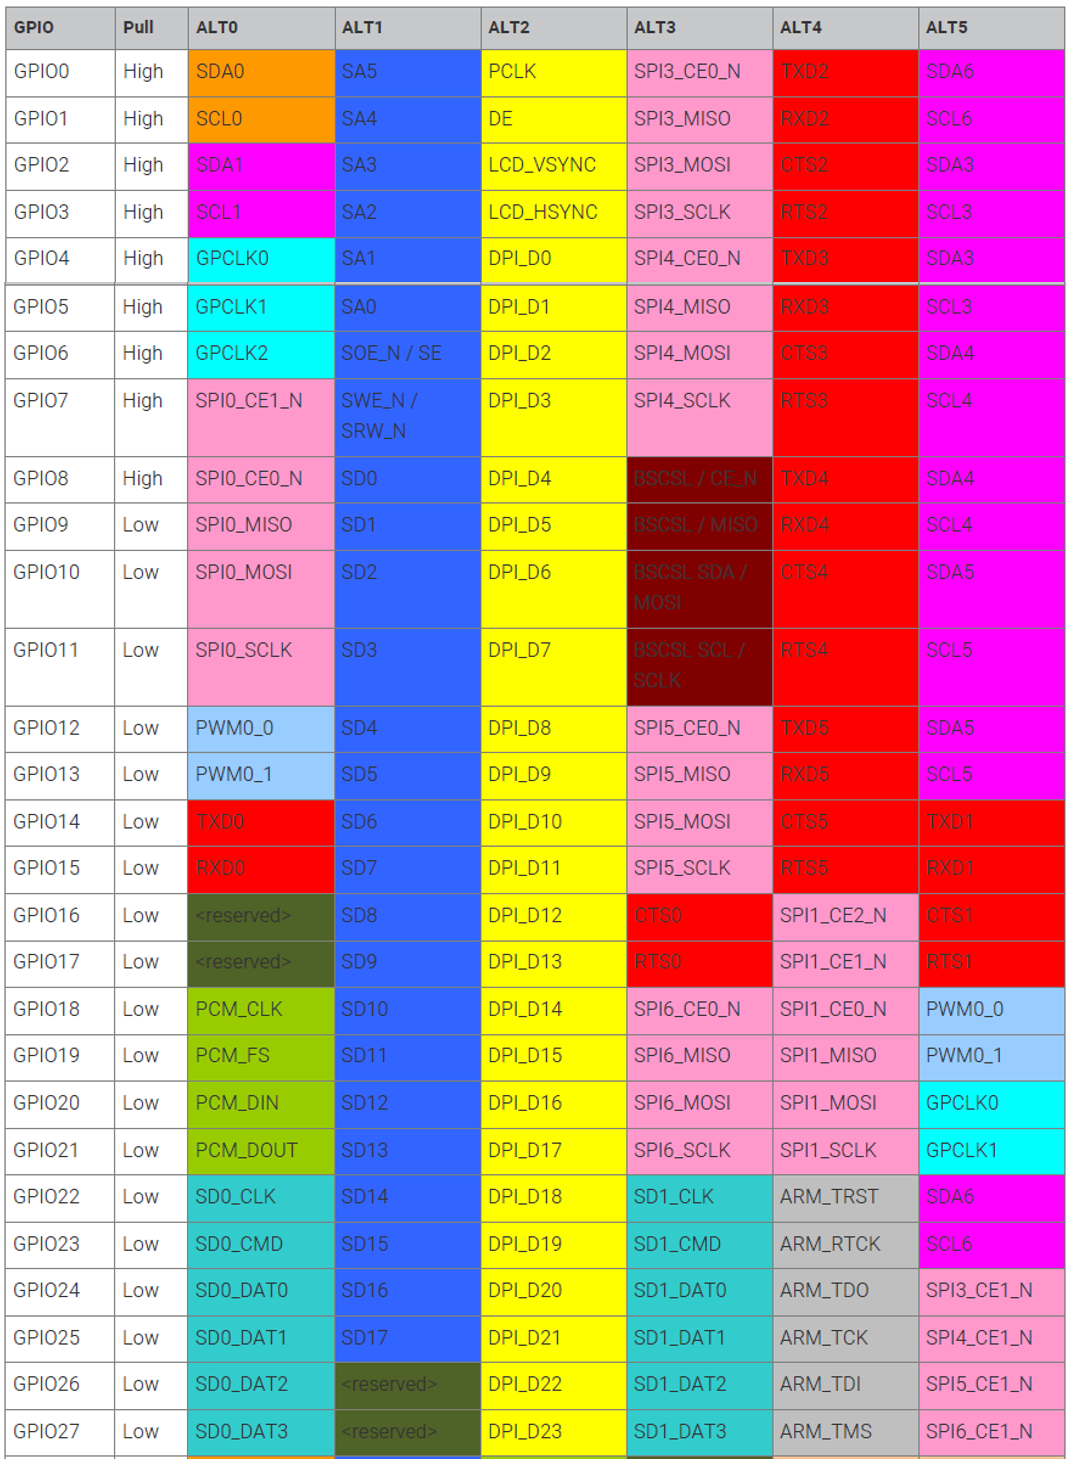 GPIO Pull ALT0 ALT1 ALT2 ALT3 ALT4 ALT5
GPIO0 High SDA0 SA5 PCLK SPI3_CE0_N TXD2 SDA6
GPIO1 High SCL0 SA4 DE SPI3_MISO RXD2 SCL6
GPIO2 High SDA1 SA3 LCD_VSYNC SPI3_MOSI CTS2 SDA3
GPIO3 High SCL1 SA2 LCD_HSYNC SPI3_SCLK RTS2 SCL3
GPIO4 High GPCLK0 SA1 DPI_D0 SPI4_CE0_N TXD3 SDA3
GPIO5 High GPCLK1 SA0 DPI_D1 SPI4_MISO RXD3 SCL3
GPIO6 High GPCLK2 SOE_N / SE DPI_D2 SPI4_MOSI CTS3 SDA4
GPIO7 High SPI0_CE1_N SWE_N / DPI_D3 SPI4_SCLK RTS3 SCL4
SRW_N
GPIO8 High SPI0_CE0_N SD0 DPI_D4 BSCSL / CE_N TXD4 SDA4
GPIO9 Low SPI0_MISO SD1 DPI_D5 BSCSL / MISO RXD4 SCL4
GPIO10 Low SPI0_MOSI SD2 DPI_D6 BSCSL SDA / CTS4 SDA5
MOSI
GPIO11 Low SPI0_SCLK SD3 DPI_D7 BSCSL SCL / RTS4 SCL5
SCLK
GPIO12 Low PWM0_0 SD4 DPI_D8 SPI5_CE0_N TXD5 SDA5
GPIO13 Low PWM0_1 SD5 DPI_D9 SPI5_MISO RXD5 SCL5
GPIO14 Low TXD0 SD6 DPI_D10 SPI5_MOSI CTS5 TXD1
GPIO15 Low RXD0 SD7 DPI_D11 SPI5_SCLK RTS5 RXD1
GPIO16 Low <reserved> SD8 DPI_D12 CTS0 SPI1_CE2_N CTS1
GPIO17 Low <reserved> SD9 DPI_D13 RTS0 SPI1_CE1_N RTS1
GPIO18 Low PCM_CLK SD10 DPI_D14 SPI6_CE0_N SPI1_CE0_N PWM0_0
GPIO19 Low PCM_FS SD11 DPI_D15 SPI6_MISO SPI1_MISO PWM0_1
GPIO20 Low PCM_DIN SD12 DPI_D16 SPI6_MOSI SPI1_MOSI GPCLK0
GPIO21 Low PCM_DOUT SD13 DPI_D17 SPI6_SCLK SPI1_SCLK GPCLK1
GPIO22 Low SD0_CLK SD14 DPI_D18 SD1_CLK ARM_TRST SDA6
GPIO23 Low SD0_CMD SD15 DPI_D19 SD1_CMD ARM_RTCK SCL6
GPIO24 Low SD0_DAT0 SD16 DPI_D20 SD1_DAT0 ARM_TDO SPI3_CE1_N
GPIO25 Low SD0_DAT1 SD17 DPI_D21 SD1_DAT1 ARM_TCK SPI4_CE1_N
GPIO26 Low SD0_DAT2 <reserved> DPI_D22 SD1_DAT2 ARM_TDI SPI5_CE1_N
GPIO27 Low SD0_DAT3 <reserved> DPI_D23 SD1_DAT3 ARM_TMS SPI6_CE1_N